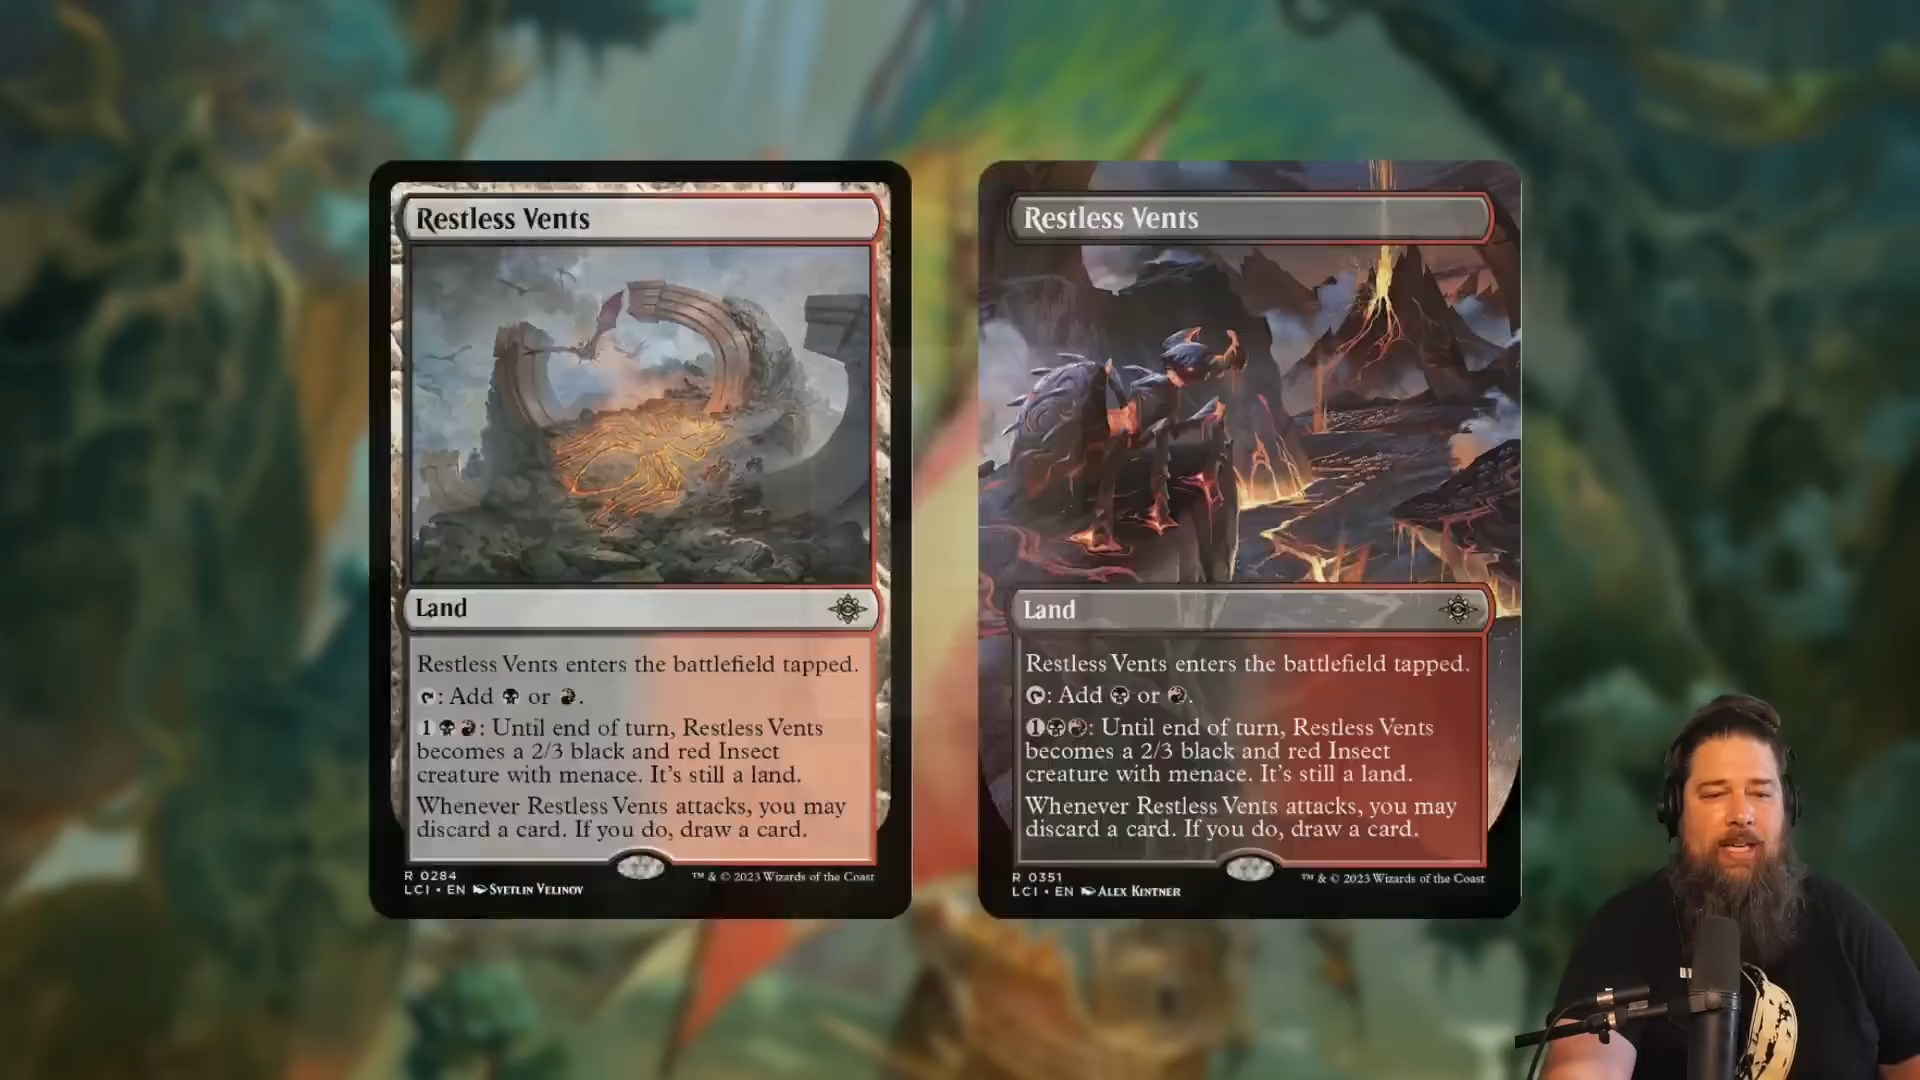 Restless Vents
Land
Restless Vents enters the battlefield tapped.
: Add or .
1 : Until end of turn, Restless Vents
becomes a 2/3 black and red Insect
creature with menace. It's still a land.
Whenever Restless Vents attacks, you may
discard a card. If you do, draw a card.
R 0284
LCI • EN Svetlin Velinov
™ & © 2023 Wizards of the Coast
Restless Vents
Land
Restless Vents enters the battlefield tapped.
: Add or .
1 : Until end of turn, Restless Vents
becomes a 2/3 black and red Insect
creature with menace. It's still a land.
Whenever Restless Vents attacks, you may
discard a card. If you do, draw a card.
R 0351
LCI • EN Alex Kintner
™ & © 2023 Wizards of the Coast